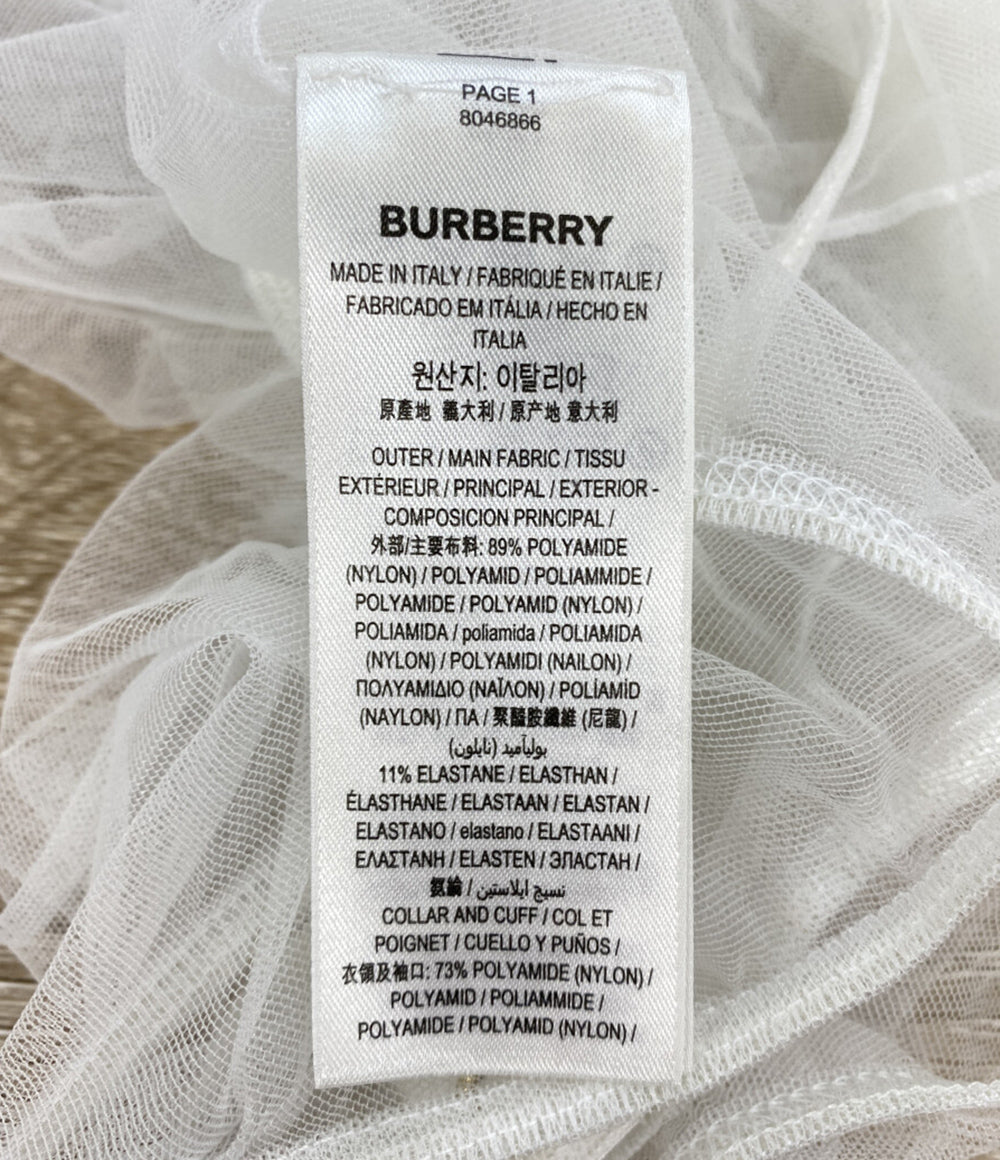 PAGE 1
8046866
BURBERRY
MADE IN ITALY / FABRIQUÉ EN ITALIE /
FABRICADO EM ITÁLIA / HECHO EN
ITALIA
원산지: 이탈리아
原產地 義大利 / 原产地 意大利
OUTER / MAIN FABRIC / TISSU
EXTÉRIEUR / PRINCIPAL / EXTERIOR -
COMPOSICION PRINCIPAL /
外部/主要布料: 89% POLYAMIDE
(NYLON) / POLYAMID / POLIAMMIDE /
POLYAMIDE / POLYAMID (NYLON) /
POLIAMIDA / poliamida / POLIAMIDA
(NYLON) / POLYAMIDI (NAILON) /
ΠΟΛΥΑΜΙΔΙΟ (ΝΑΪΛΟΝ) / POLİAMİD
(NAYLON) / ПА / 聚醯胺纖維 (尼龍) /
بوليآميد (نايلون)
11% ELASTANE / ELASTHAN /
ÉLASTHANE / ELASTAAN / ELASTAN /
ELASTANO / elastano / ELASTAANI /
ΕΛΑΣΤΑΝΗ / ELASTEN / ЭЛАСТАН /
氨綸 / نسيج ايلاستين
COLLAR AND CUFF / COL ET
POIGNET / CUELLO Y PUÑOS /
衣領及袖口: 73% POLYAMIDE (NYLON) /
POLYAMID / POLIAMMIDE /
POLYAMIDE / POLYAMID (NYLON) /